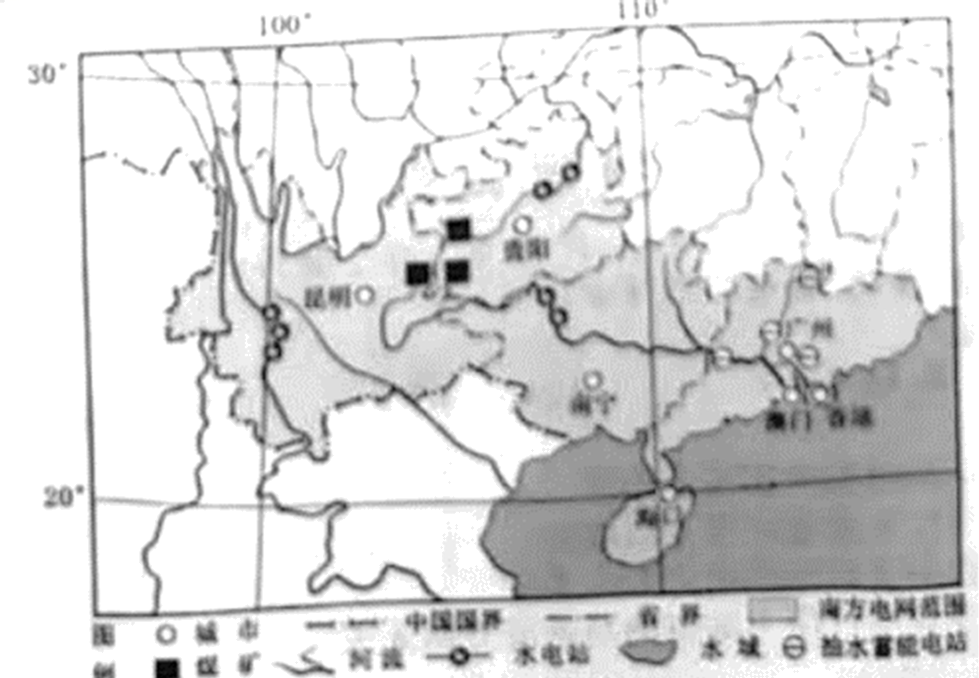 100°
110°
30°
贵阳
昆明
广州
南宁
澳门 香港
20°
海口
图 城市 中国国界 省界 南方电网范围
例 煤矿 河流 水电站 水域 抽水蓄能电站